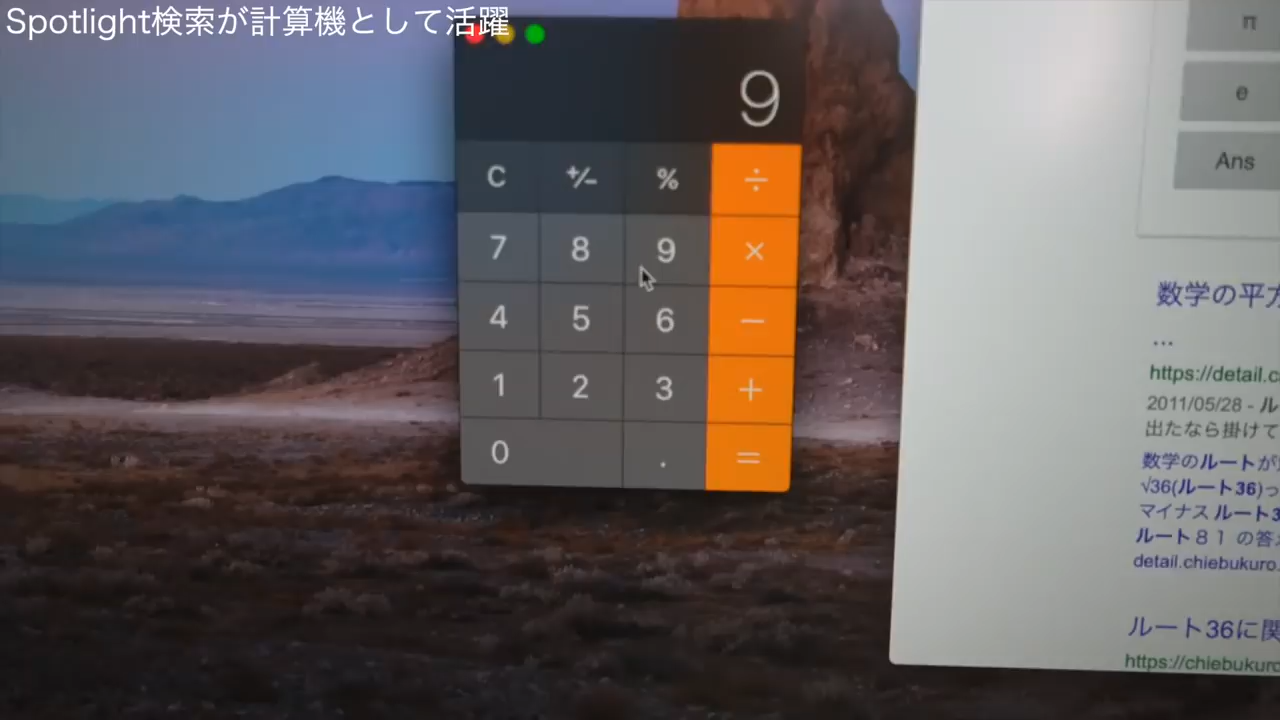 Spotlight検索が計算機として活躍
9
C +/- % ÷
7 8 9 ×
4 5 6 −
1 2 3 +
0 . =
π
e
Ans
数学の平方
...
https://detail.c
2011/05/28 - ル
出たなら掛けて
数学のルートが
√36(ルート36)っ
マイナス ルート3
ルート８１ の答
detail.chiebukuro.
ルート36に関
https://chiebukuro